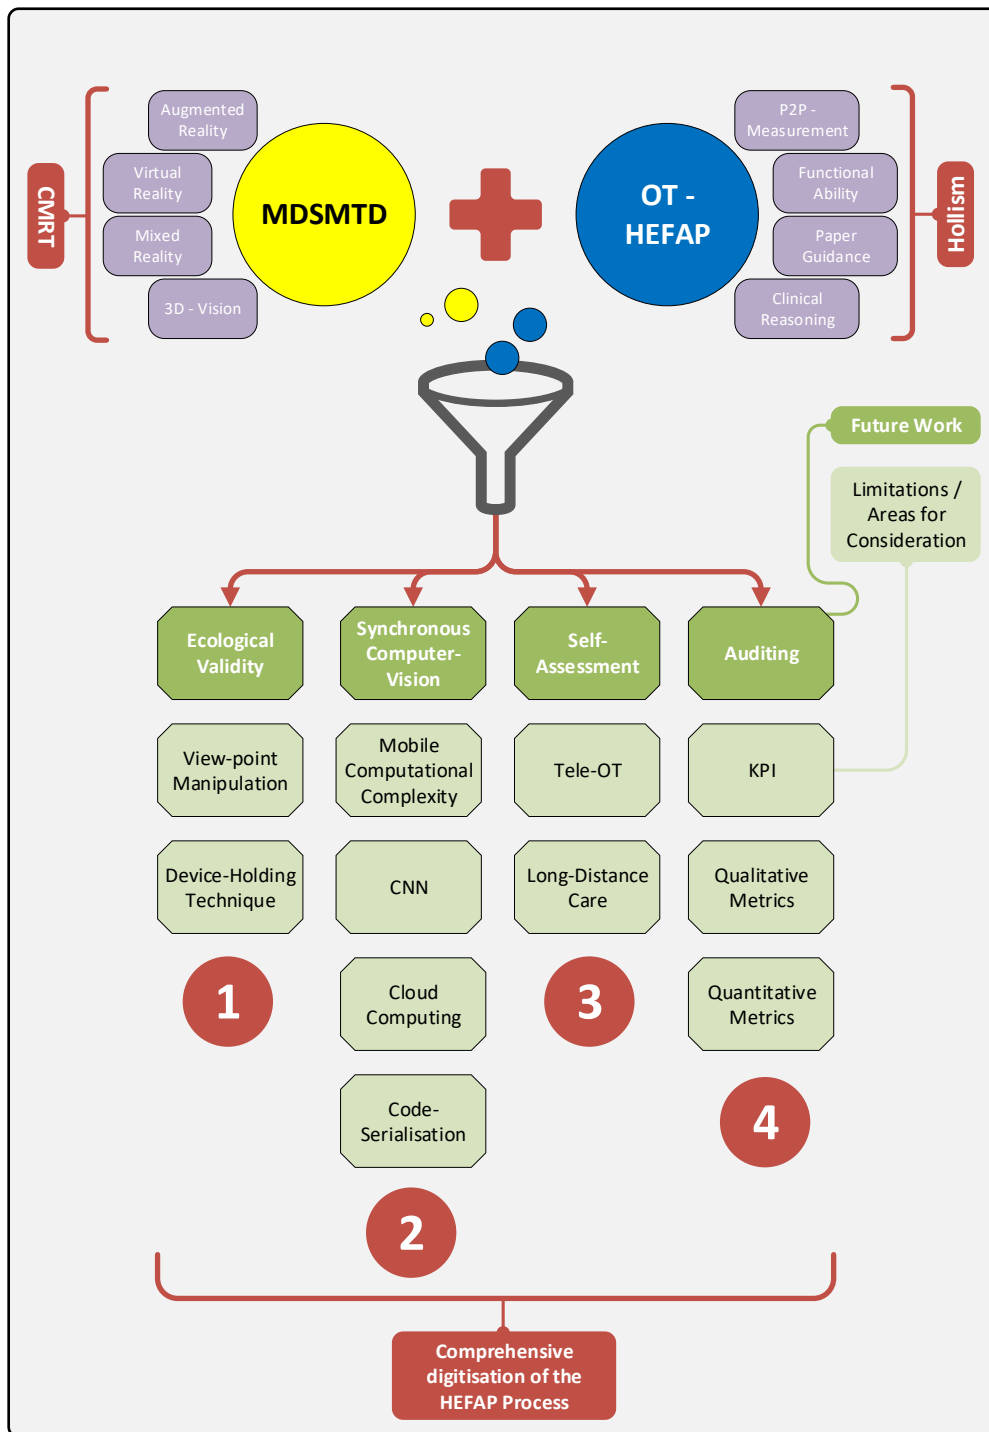 CMRT
Augmented
Reality
Virtual
Reality
Mixed
Reality
3D - Vision
MDSMTD
OT -
HEFAP
P2P -
Measurement
Functional
Ability
Paper
Guidance
Clinical
Reasoning
Hollism
Future Work
Limitations /
Areas for
Consideration
Ecological
Validity
View-point
Manipulation
Device-Holding
Technique
1
Synchronous
Computer-
Vision
Mobile
Computational
Complexity
CNN
Cloud
Computing
Code-
Serialisation
2
Self-
Assessment
Tele-OT
Long-Distance
Care
3
Auditing
KPI
Qualitative
Metrics
Quantitative
Metrics
4
Comprehensive
digitisation of the
HEFAP Process